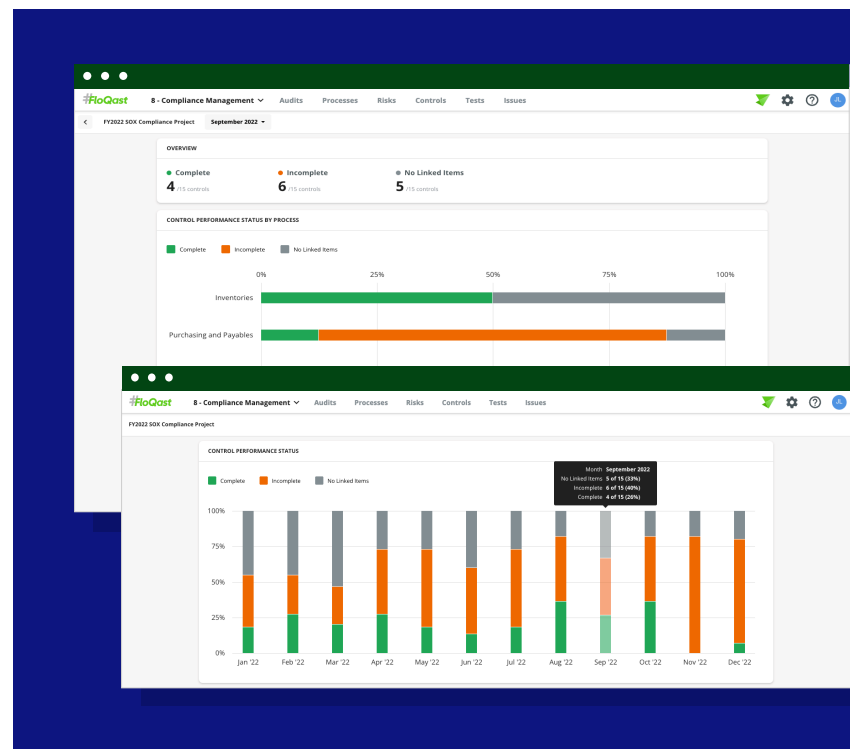 FloQast 8 - Compliance Management Audits Processes Risks Controls Tests Issues JL
FY2022 SOX Compliance Project September 2022
OVERVIEW
Complete Incomplete No Linked Items
4 /15 controls 6 /15 controls 5 /15 controls
CONTROL PERFORMANCE STATUS BY PROCESS
Complete Incomplete No Linked Items
0% 25% 50% 75% 100%
Inventories
Purchasing and Payables
FloQast 8 - Compliance Management Audits Processes Risks Controls Tests Issues JL
FY2022 SOX Compliance Project
CONTROL PERFORMANCE STATUS
Complete Incomplete No Linked Items
Month September 2022
No Linked Items 5 of 15 (33%)
Incomplete 6 of 15 (40%)
Complete 4 of 15 (26%)
100%
75%
50%
25%
0%
Jan '22 Feb '22 Mar '22 Apr '22 May '22 Jun '22 Jul '22 Aug '22 Sep '22 Oct '22 Nov '22 Dec '22